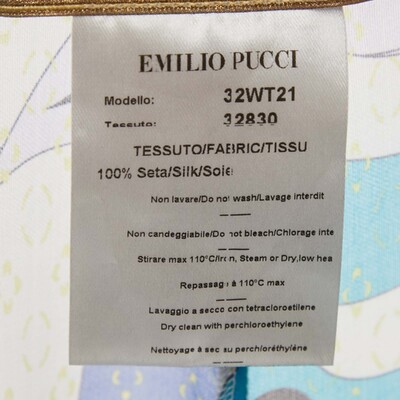 EMILIO PUCCI
Modello: 32WT21
Tessuto: 32830
TESSUTO/FABRIC/TISSU
100% Seta/Silk/Soie
Non lavare/Do not wash/Lavage interdit
Non candeggiabile/Do not bleach/Chlorage inte
Stirare max 110°C/Iron, Steam or Dry, low hea
Repassage à 110°C max
Lavaggio a secco con tetracloroetilene
Dry clean with perchloroethylene
Nettoyage à sec su perchloréthyléne